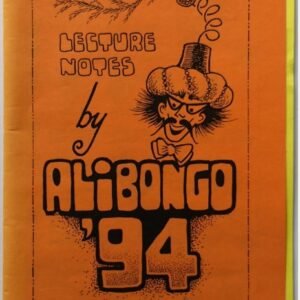 LECTURE
NOTES
by
ALiBONGO
'94